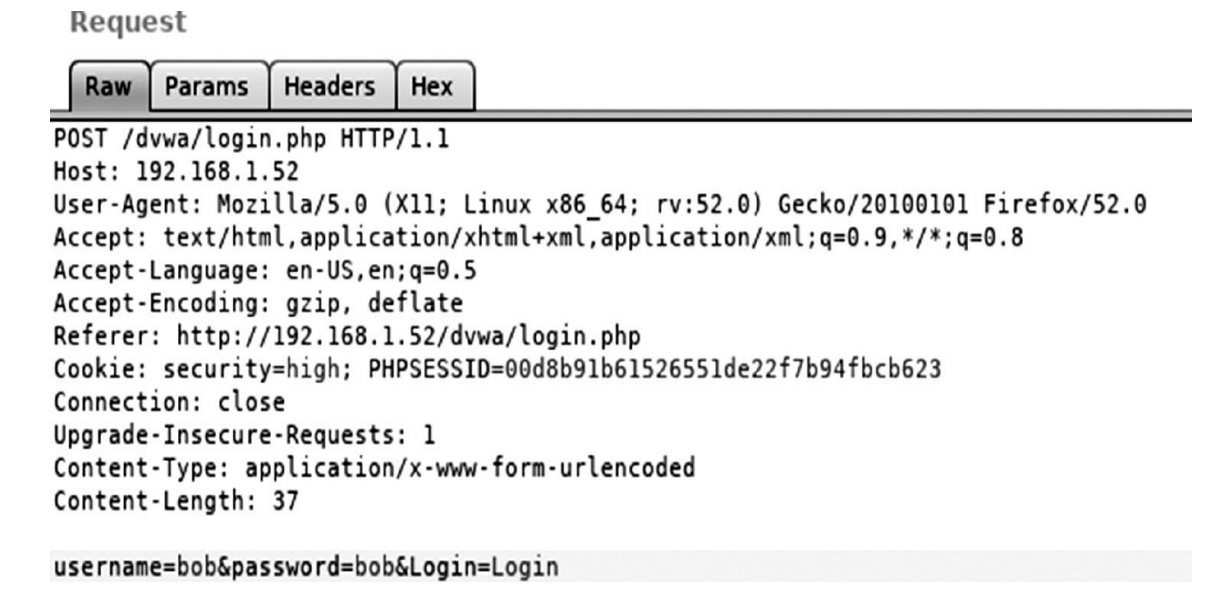 Request
Raw Params Headers Hex
POST /dvwa/login.php HTTP/1.1
Host: 192.168.1.52
User-Agent: Mozilla/5.0 (X11; Linux x86_64; rv:52.0) Gecko/20100101 Firefox/52.0
Accept: text/html,application/xhtml+xml,application/xml;q=0.9,*/*;q=0.8
Accept-Language: en-US,en;q=0.5
Accept-Encoding: gzip, deflate
Referer: http://192.168.1.52/dvwa/login.php
Cookie: security=high; PHPSESSID=00d8b91b61526551de22f7b94fbcb623
Connection: close
Upgrade-Insecure-Requests: 1
Content-Type: application/x-www-form-urlencoded
Content-Length: 37
username=bob&password=bob&Login=Login